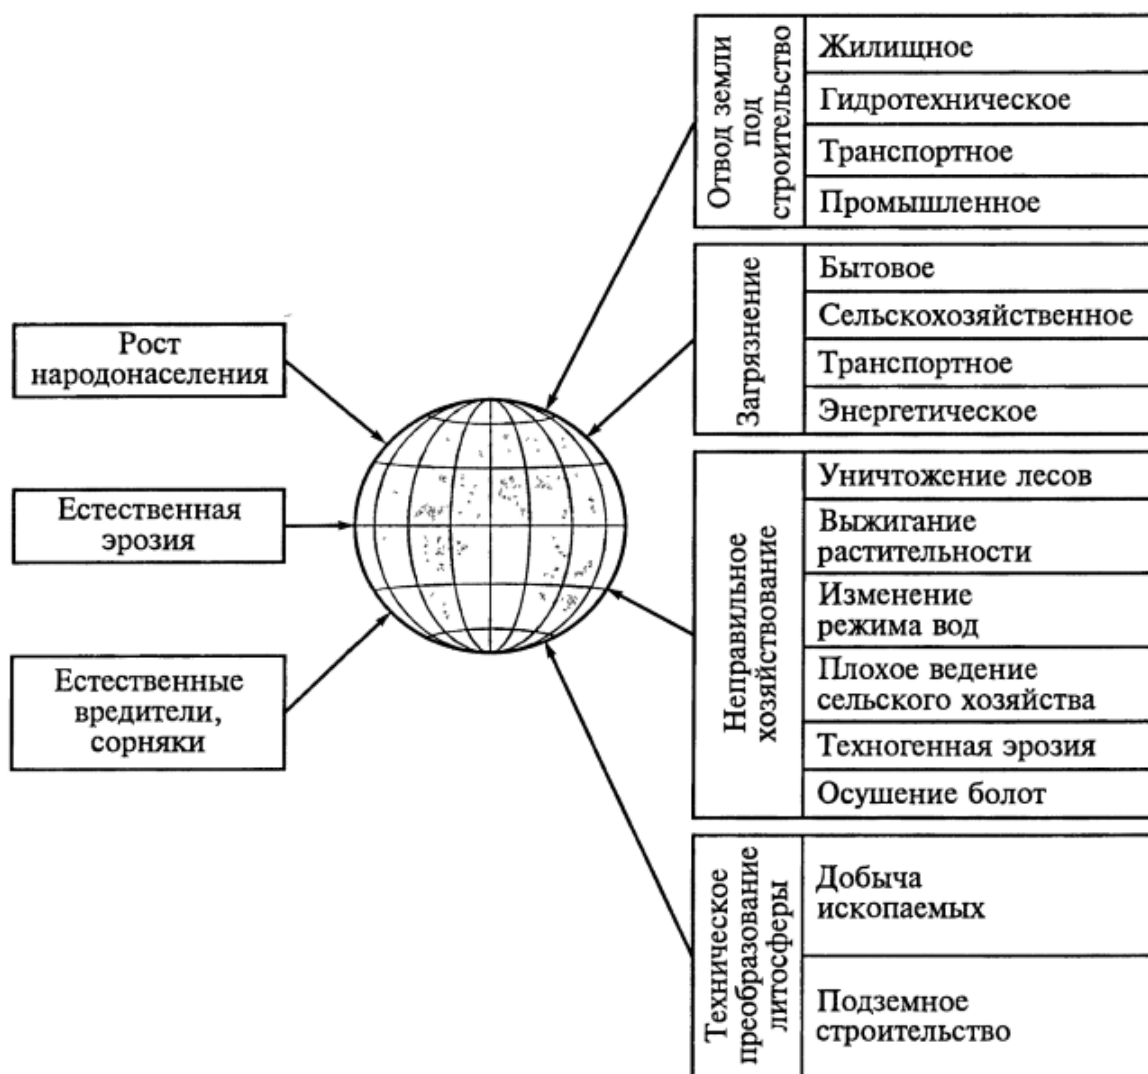 Рост
народонаселения
Естественная
эрозия
Естественные
вредители,
сорняки
Отвод земли
под
строительство
Жилищное
Гидротехническое
Транспортное
Промышленное
Загрязнение
Бытовое
Сельскохозяйственное
Транспортное
Энергетическое
Неправильное
хозяйствование
Уничтожение лесов
Выжигание
растительности
Изменение
режима вод
Плохое ведение
сельского хозяйства
Техногенная эрозия
Осушение болот
Техническое
преобразование
литосферы
Добыча
ископаемых
Подземное
строительство